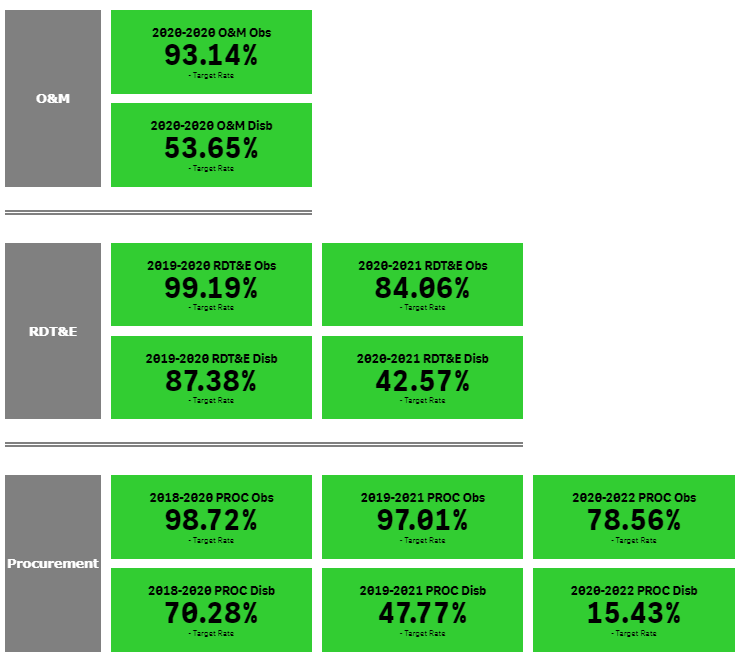 O&M
2020-2020 O&M Obs
93.14%
- Target Rate
2020-2020 O&M Disb
53.65%
- Target Rate
RDT&E
2019-2020 RDT&E Obs
99.19%
- Target Rate
2020-2021 RDT&E Obs
84.06%
- Target Rate
2019-2020 RDT&E Disb
87.38%
- Target Rate
2020-2021 RDT&E Disb
42.57%
- Target Rate
Procurement
2018-2020 PROC Obs
98.72%
- Target Rate
2019-2021 PROC Obs
97.01%
- Target Rate
2020-2022 PROC Obs
78.56%
- Target Rate
2018-2020 PROC Disb
70.28%
- Target Rate
2019-2021 PROC Disb
47.77%
- Target Rate
2020-2022 PROC Disb
15.43%
- Target Rate